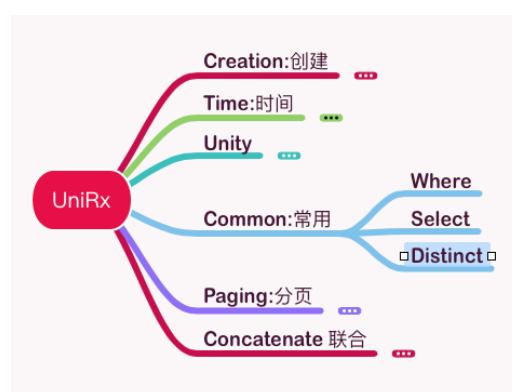 Creation:创建
Time:时间
Unity
UniRx
Common:常用
Where
Select
Distinct
Paging:分页
Concatenate 联合